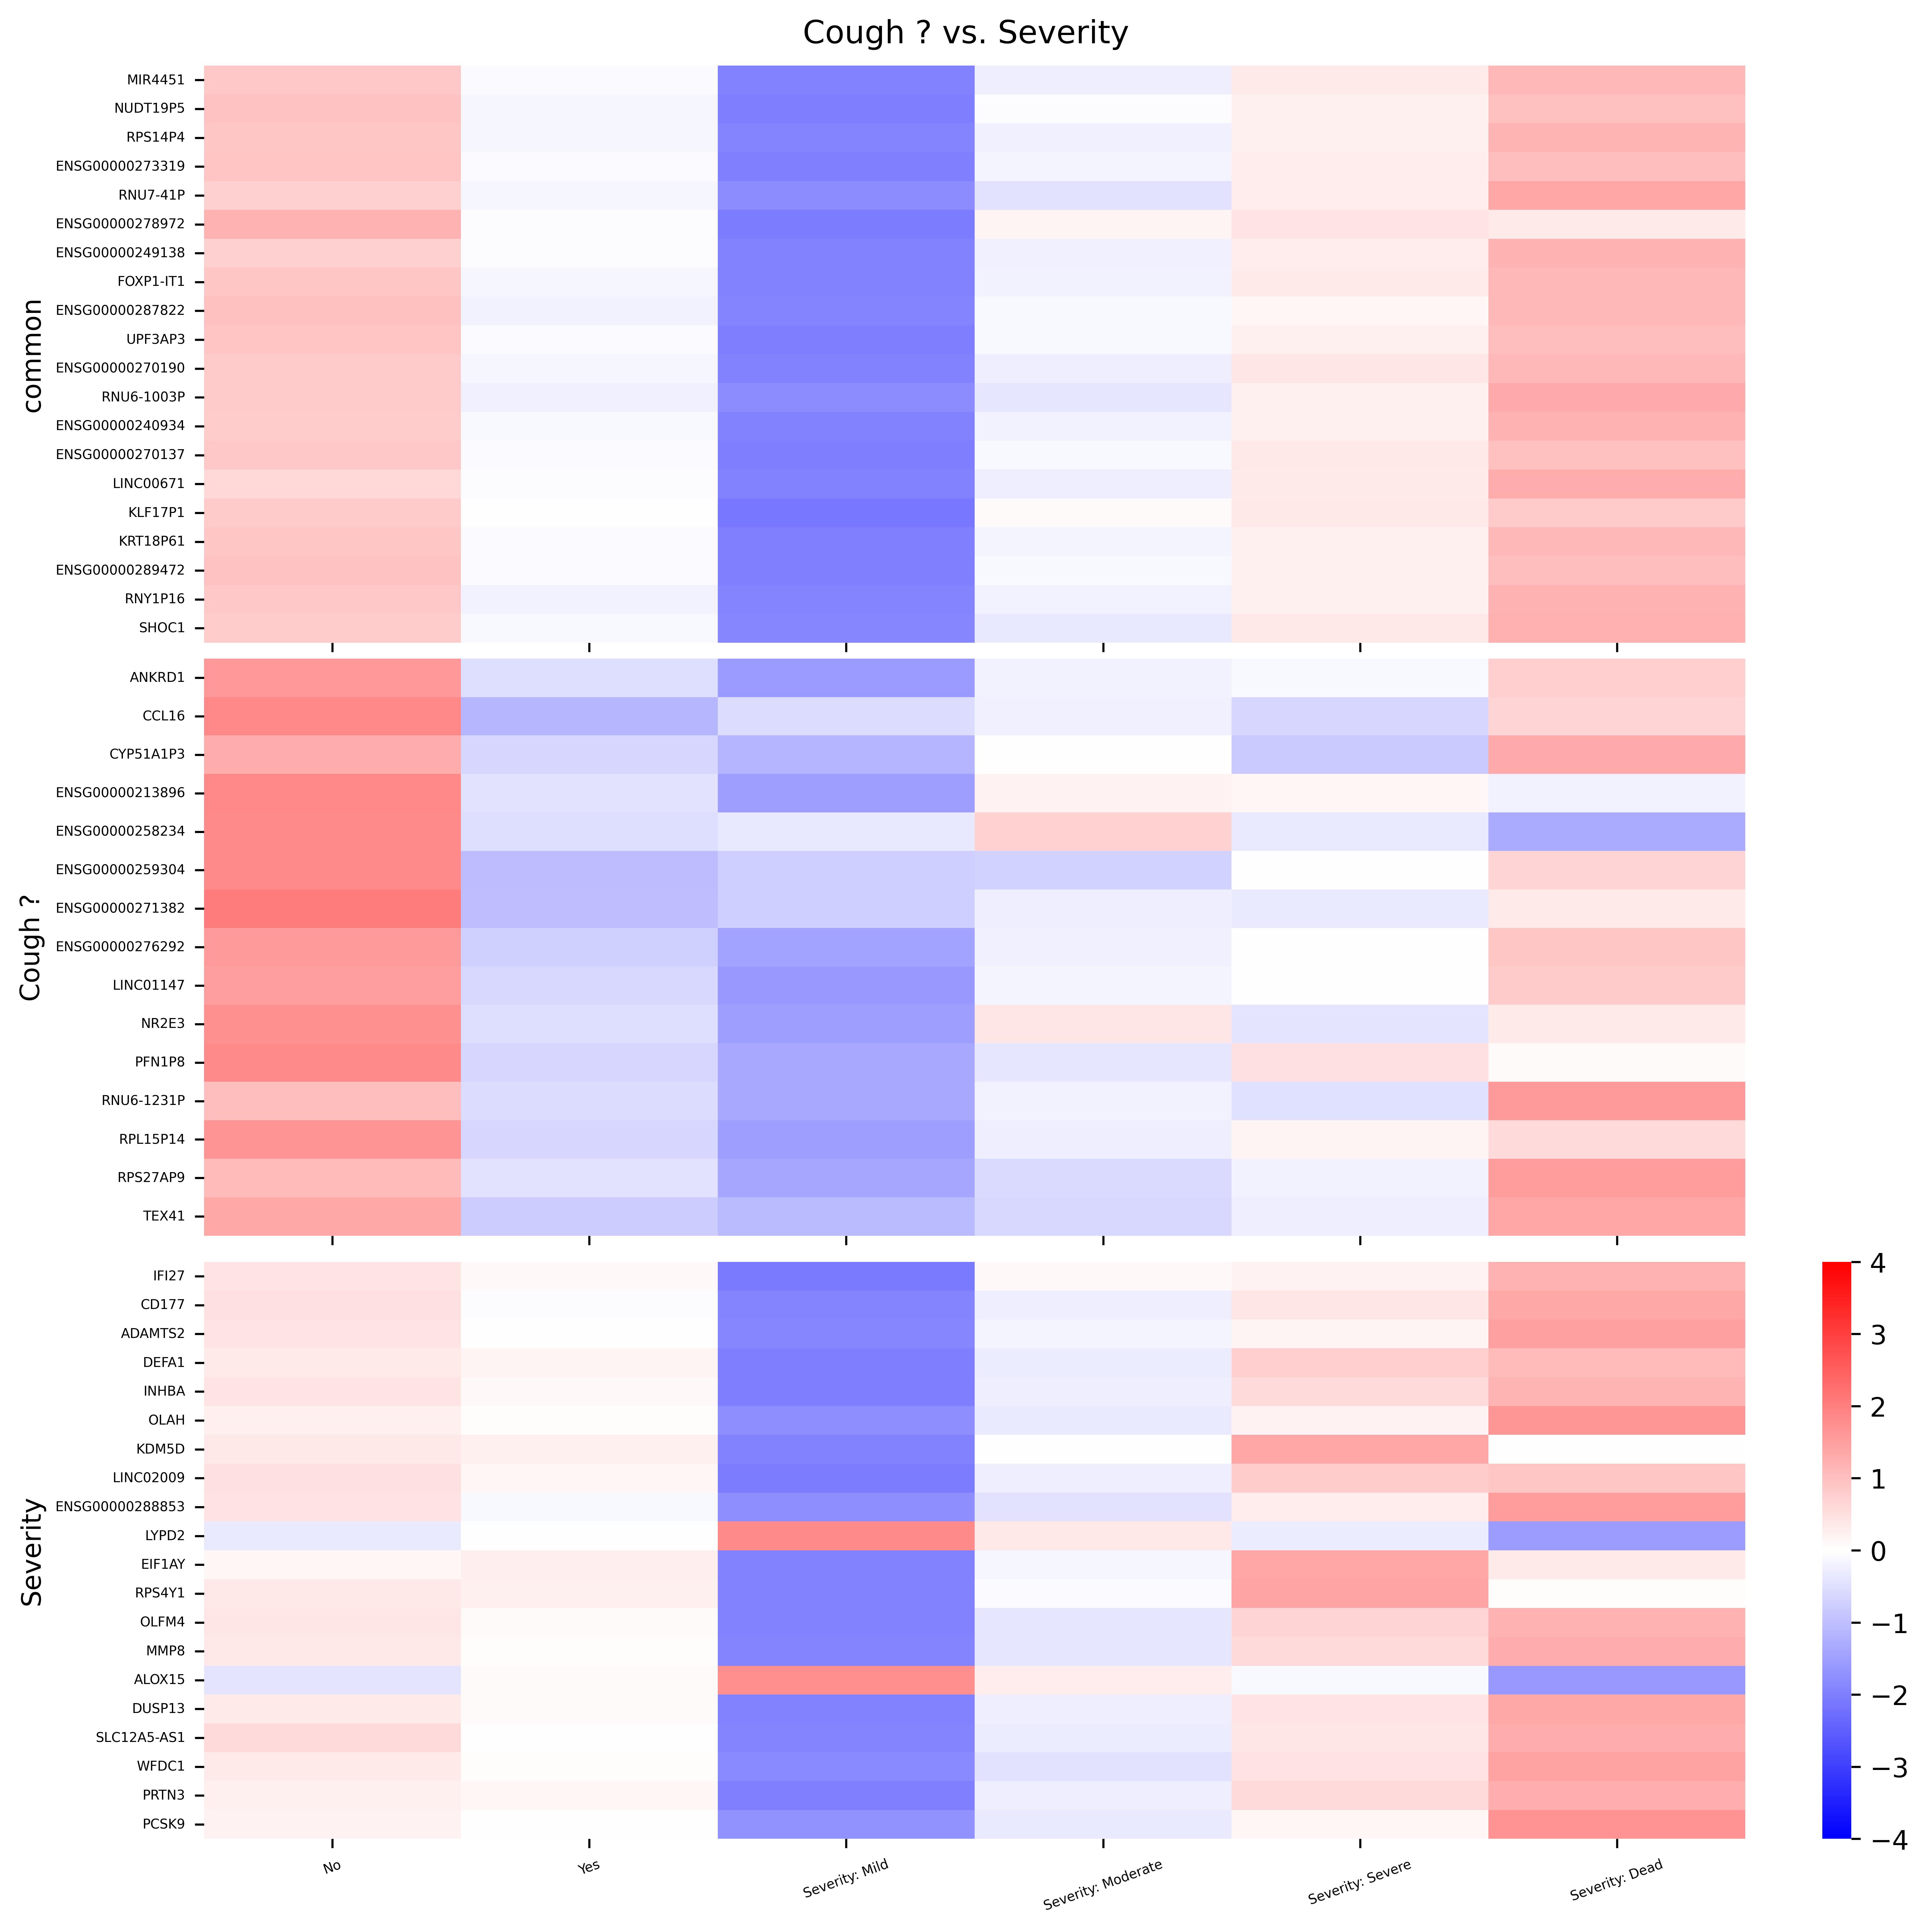 Cough ? vs. Severity
common
MIR4451
NUDT19P5
RPS14P4
ENSG00000273319
RNU7-41P
ENSG00000278972
ENSG00000249138
FOXP1-IT1
ENSG00000287822
UPF3AP3
ENSG00000270190
RNU6-1003P
ENSG00000240934
ENSG00000270137
LINC00671
KLF17P1
KRT18P61
ENSG00000289472
RNY1P16
SHOC1
Cough ?
ANKRD1
CCL16
CYP51A1P3
ENSG00000213896
ENSG00000258234
ENSG00000259304
ENSG00000271382
ENSG00000276292
LINC01147
NR2E3
PFN1P8
RNU6-1231P
RPL15P14
RPS27AP9
TEX41
Severity
IFI27
CD177
ADAMTS2
DEFA1
INHBA
OLAH
KDM5D
LINC02009
ENSG00000288853
LYPD2
EIF1AY
RPS4Y1
OLFM4
MMP8
ALOX15
DUSP13
SLC12A5-AS1
WFDC1
PRTN3
PCSK9
No
Yes
Severity: Mild
Severity: Moderate
Severity: Severe
Severity: Dead
4
3
2
1
0
−1
−2
−3
−4